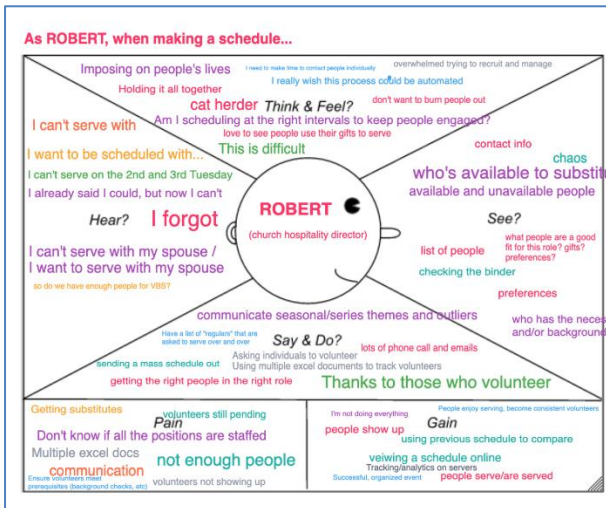 As ROBERT, when making a schedule...
Imposing on people's lives
I need to make time to contact people individually
overwhelmed trying to recruit and manage
I really wish this process could be automated
Holding it all together
cat herder
Think & Feel?
don't want to burn people out
Am I scheduling at the right intervals to keep people engaged?
love to see people use their gifts to serve
This is difficult
I can't serve with
I want to be scheduled with...
I can't serve on the 2nd and 3rd Tuesday
I already said I could, but now I can't
Hear?
I forgot
I can't serve with my spouse /
I want to serve with my spouse
so do we have enough people for VBS?
ROBERT
(church hospitality director)
contact info
chaos
who's available to substitu
available and unavailable people
See?
what people are a good
fit for this role? gifts?
preferences?
list of people
checking the binder
preferences
who has the neces
and/or background
communicate seasonal/series themes and outliers
Have a list of "regulars" that are
asked to serve over and over
Say & Do?
lots of phone call and emails
Asking individuals to volunteer
Using multiple excel documents to track volunteers
sending a mass schedule out
getting the right people in the right role
Thanks to those who volunteer
Getting substitutes
Pain
volunteers still pending
Don't know if all the positions are staffed
Multiple excel docs
not enough people
communication
Ensure volunteers meet
prerequisites (background checks, etc)
volunteers not showing up
I'm not doing everything
People enjoy serving, become consistent volunteers
Gain
people show up
using previous schedule to compare
veiwing a schedule online
Tracking/analytics on servers
Successful, organized event
people serve/are served